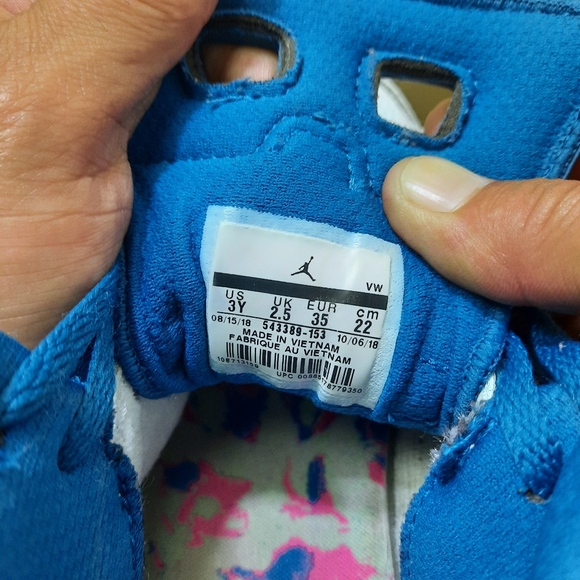 VW
US UK EUR cm
3Y 2.5 35 22
08/15/18 543389-153 10/06/18
MADE IN VIETNAM
FABRIQUE AU VIETNAM
UPC